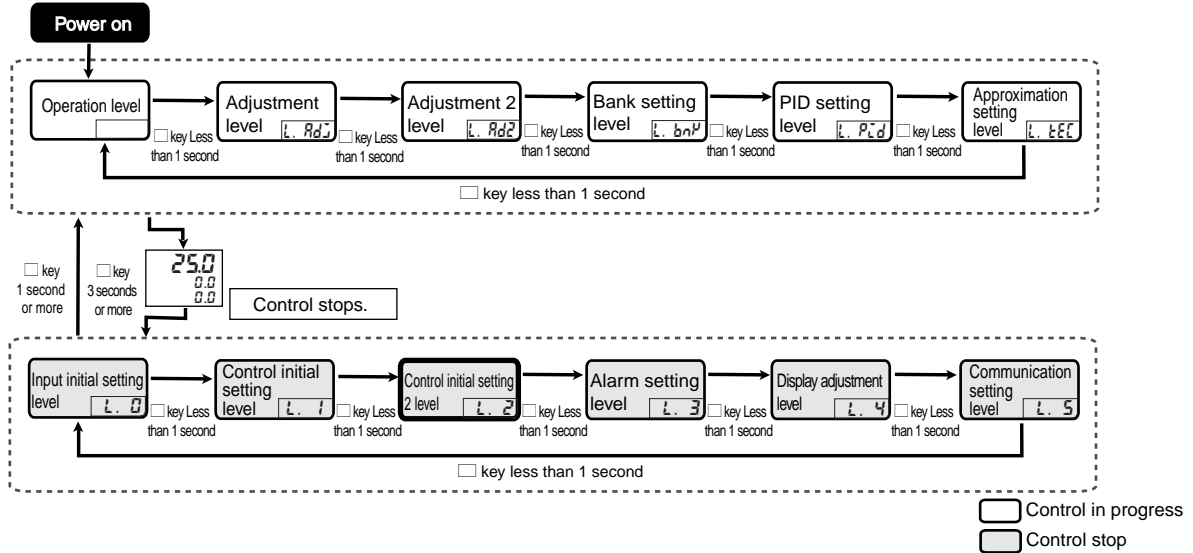 Power on
Operation level
Adjustment
level
L. AdJ
Adjustment 2
level
L. Ad2
Bank setting
level
L. bnK
PID setting
level
L. Pid
Approximation
setting
level
L. tEC
key Less
than 1 second
key Less
than 1 second
key Less
than 1 second
key Less
than 1 second
key Less
than 1 second
key less than 1 second
key
1 second
or more
key
3 seconds
or more
25.0
0.0
0.0
Control stops.
Input initial setting
level
L. 0
Control initial
setting
level
L. 1
Control initial setting
2 level
L. 2
Alarm setting
level
L. 3
Display adjustment
level
L. 4
Communication
setting
level
L. 5
key Less
than 1 second
key Less
than 1 second
key Less
than 1 second
key Less
than 1 second
key Less
than 1 second
key less than 1 second
Control in progress
Control stop